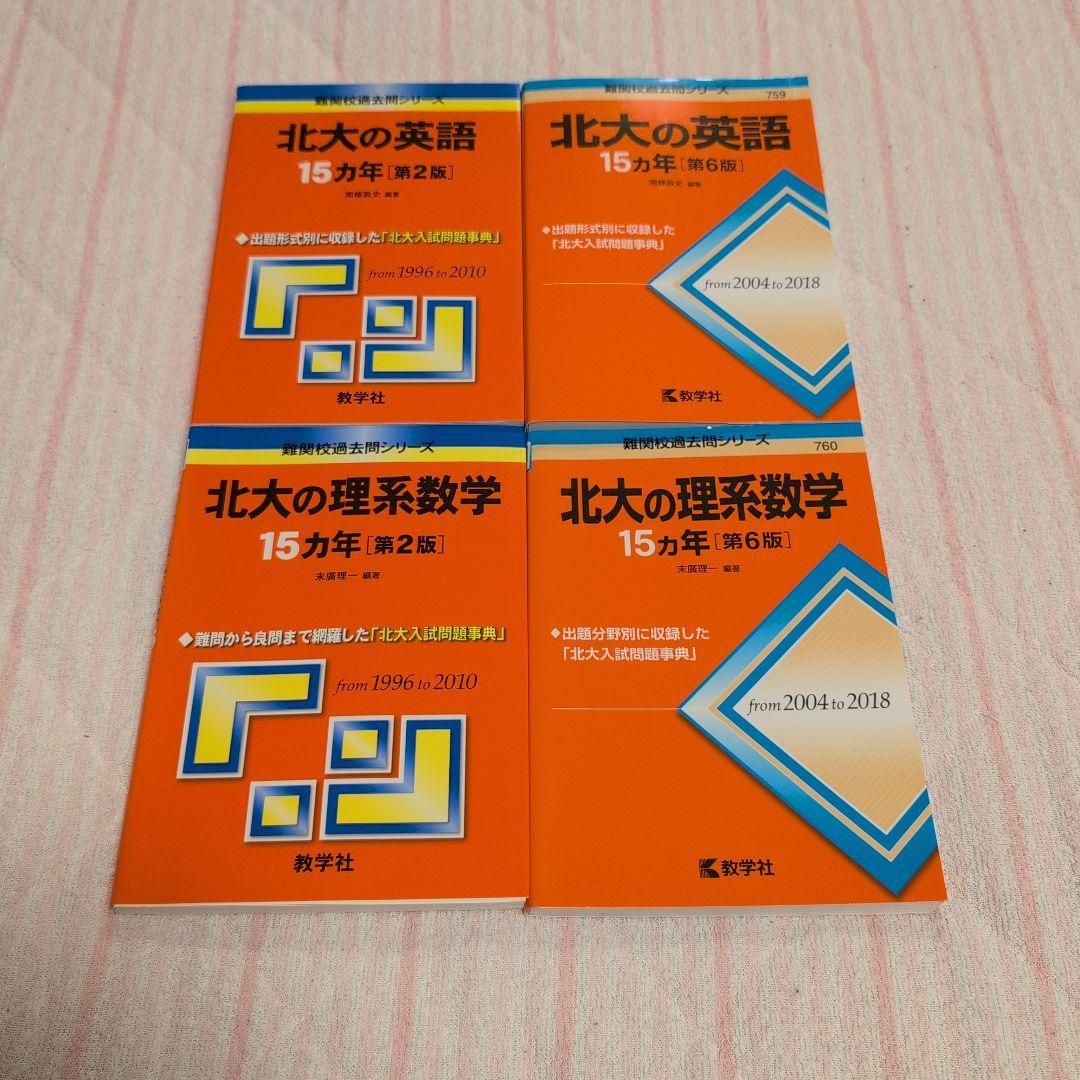 難関校過去問シリーズ
北大の英語
15カ年[第2版]
南條敦史 編著
◆出題形式別に収録した「北大入試問題事典」
from 1996 to 2010
教学社
難関校過去問シリーズ
759
北大の英語
15カ年[第6版]
南條敦史 編著
◆出題形式別に収録した
「北大入試問題事典」
from 2004 to 2018
教学社
難関校過去問シリーズ
北大の理系数学
15カ年[第2版]
末廣理一 編著
◆難問から良問まで網羅した「北大入試問題事典」
from 1996 to 2010
教学社
難関校過去問シリーズ
760
北大の理系数学
15カ年[第6版]
末廣理一 編著
◆出題分野別に収録した
「北大入試問題事典」
from 2004 to 2018
教学社